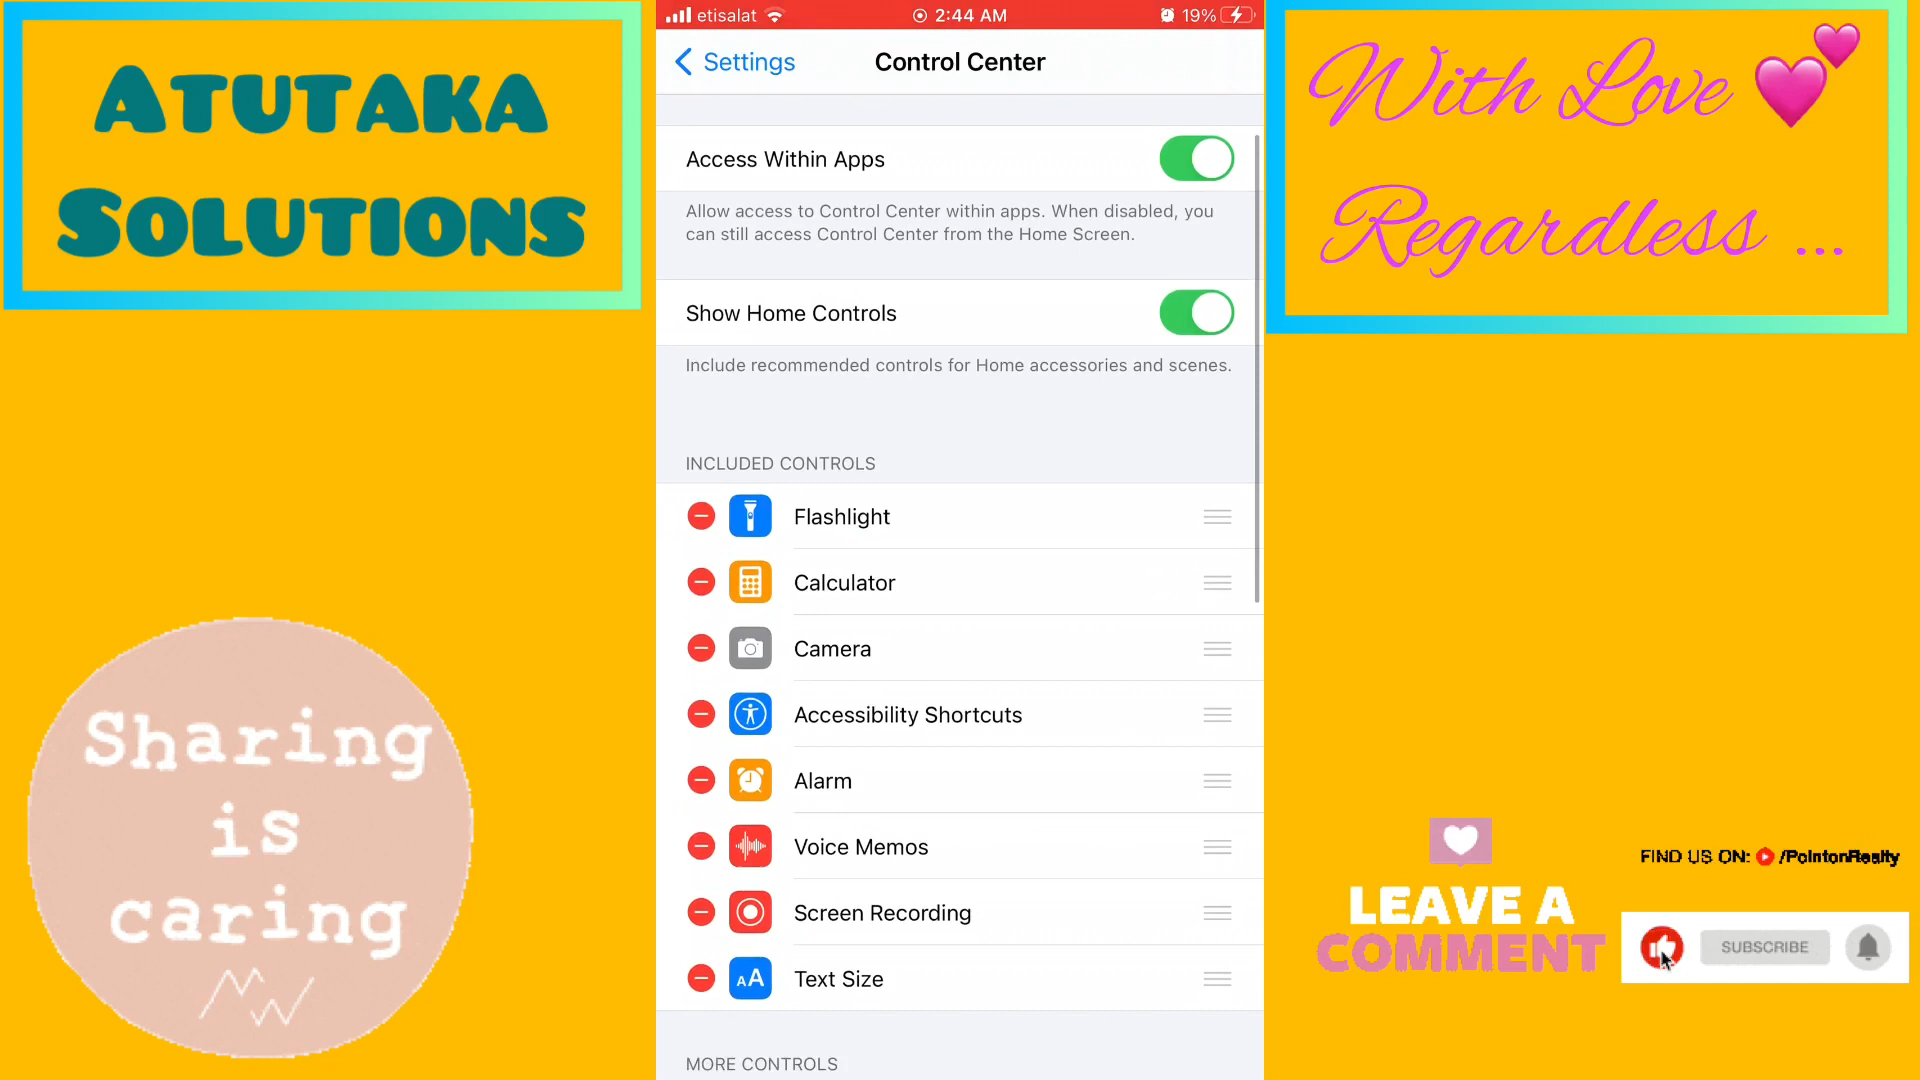 ATUTAKA
SOLUTIONS
etisalat
2:44 AM
19%
Settings
Control Center
Access Within Apps
Allow access to Control Center within apps. When disabled, you
can still access Control Center from the Home Screen.
Show Home Controls
Include recommended controls for Home accessories and scenes.
INCLUDED CONTROLS
Flashlight
Calculator
Camera
Accessibility Shortcuts
Alarm
Voice Memos
Screen Recording
AA Text Size
MORE CONTROLS
With Love
Regardless ...
Sharing
is
caring
LEAVE A
COMMENT
FIND US ON: /PointonRealty
SUBSCRIBE